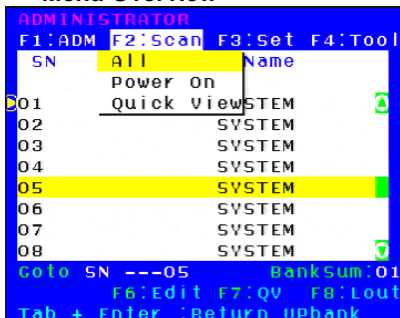 Menu Overview
ADMINISTRATOR
F1:ADM F2:Scan F3:Set F4:Tool
SN All Name
Power On
01 Quick View SYSTEM
02 SYSTEM
03 SYSTEM
04 SYSTEM
05 SYSTEM
06 SYSTEM
07 SYSTEM
08 SYSTEM
Goto SN ---05 BankSum:01
F6:Edit F7:QV F8:Lout
Tab + Enter :Return UPbank